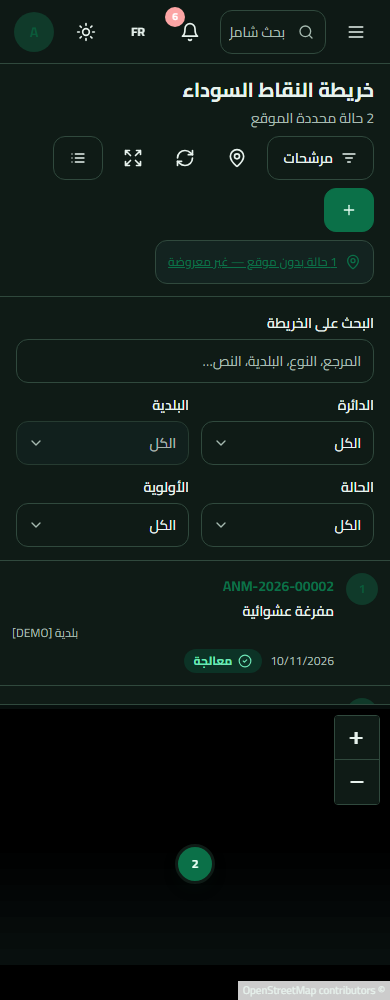 بحث شامل
6
FR
A
خريطة النقاط السوداء
2 حالة محددة الموقع
مرشحات
+
1 حالة بدون موقع — غير معروضة
البحث على الخريطة
المرجع، النوع، البلدية، النص...
الدائرة
البلدية
الكل
الكل
الحالة
الأولوية
الكل
الكل
1
ANM-2026-00002
مفرغة عشوائية
بلدية [DEMO]
10/11/2026
معالجة
+
−
2
© OpenStreetMap contributors